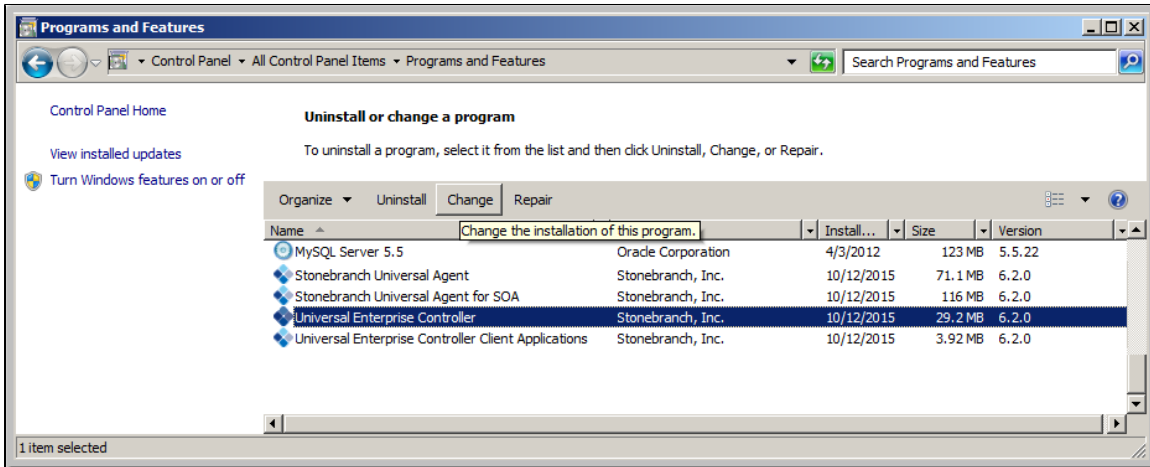 Programs and Features
Control Panel All Control Panel Items Programs and Features Search Programs and Features
Control Panel Home
Uninstall or change a program
View installed updates To uninstall a program, select it from the list and then click Uninstall, Change, or Repair.
Turn Windows features on or off
Organize Uninstall Change Repair
Name Change the installation of this program. Install... Size Version
MySQL Server 5.5 Oracle Corporation 4/3/2012 123 MB 5.5.22
Stonebranch Universal Agent Stonebranch, Inc. 10/12/2015 71.1 MB 6.2.0
Stonebranch Universal Agent for SOA Stonebranch, Inc. 10/12/2015 116 MB 6.2.0
Universal Enterprise Controller Stonebranch, Inc. 10/12/2015 29.2 MB 6.2.0
Universal Enterprise Controller Client Applications Stonebranch, Inc. 10/12/2015 3.92 MB 6.2.0
1 item selected